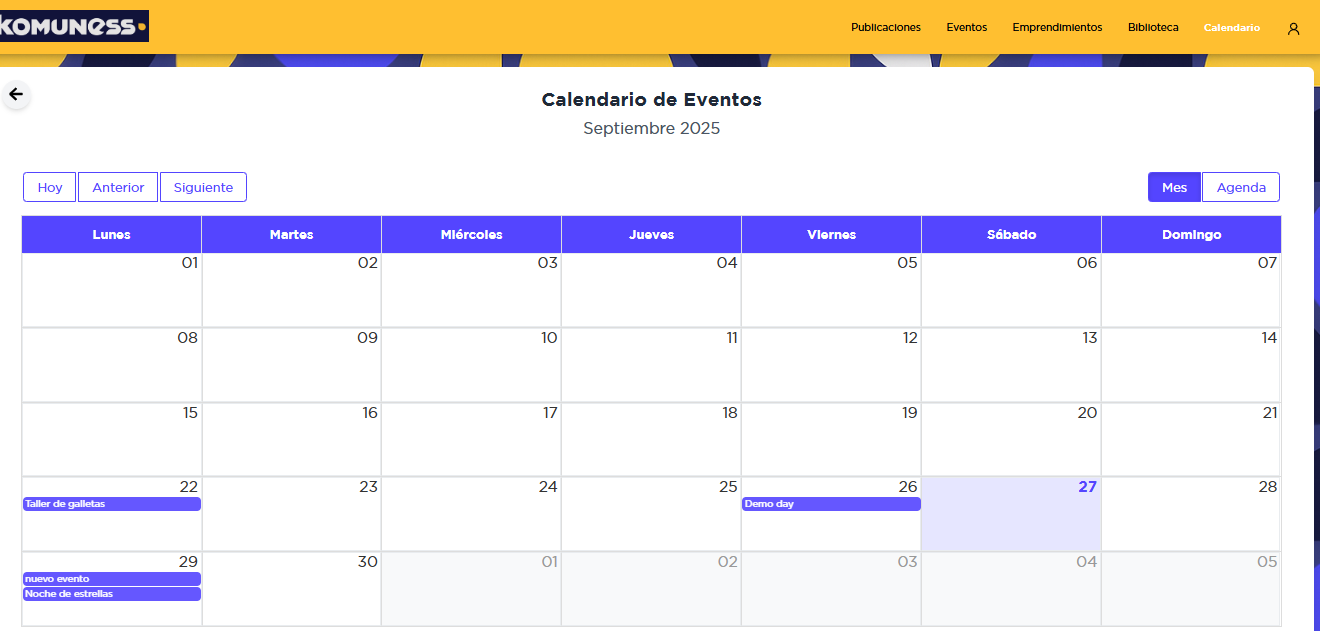 KOMUNESS
Publicaciones Eventos Emprendimientos Biblioteca Calendario
Calendario de Eventos
Septiembre 2025
Hoy Anterior Siguiente Mes Agenda
Lunes Martes Miércoles Jueves Viernes Sábado Domingo
01 02 03 04 05 06 07
08 09 10 11 12 13 14
15 16 17 18 19 20 21
22 23 24 25 26 27 28
Taller de galletas Demo day
29 30 01 02 03 04 05
nuevo evento
Noche de estrellas